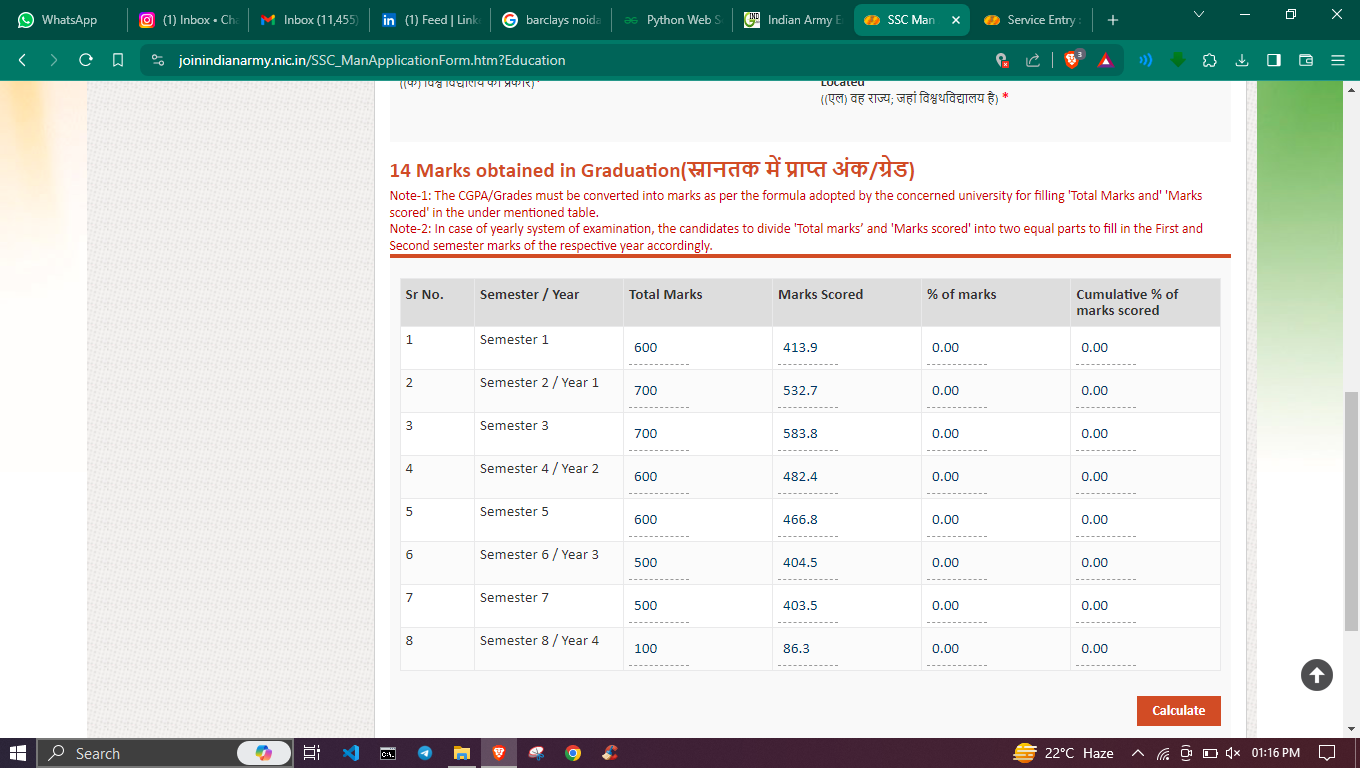 WhatsApp
(1) Inbox • Cha
Inbox (11,455)
(1) Feed | Linke
barclays noida
Python Web S
Indian Army E
SSC Man
Service Entry :
joinindianarmy.nic.in/SSC_ManApplicationForm.htm?Education
3
((के) विश्व विद्यालय का प्रकार) *
Located
((एल) वह राज्य; जहां विश्वथविद्यालय है) *
14 Marks obtained in Graduation(स्नानतक में प्राप्त अंक/ग्रेड)
Note-1: The CGPA/Grades must be converted into marks as per the formula adopted by the concerned university for filling 'Total Marks and' 'Marks
scored' in the under mentioned table.
Note-2: In case of yearly system of examination, the candidates to divide 'Total marks’ and 'Marks scored' into two equal parts to fill in the First and
Second semester marks of the respective year accordingly.
Sr No. Semester / Year Total Marks Marks Scored % of marks Cumulative % of
marks scored
1 Semester 1 600 413.9 0.00 0.00
2 Semester 2 / Year 1 700 532.7 0.00 0.00
3 Semester 3 700 583.8 0.00 0.00
4 Semester 4 / Year 2 600 482.4 0.00 0.00
5 Semester 5 600 466.8 0.00 0.00
6 Semester 6 / Year 3 500 404.5 0.00 0.00
7 Semester 7 500 403.5 0.00 0.00
8 Semester 8 / Year 4 100 86.3 0.00 0.00
Calculate
Search
22°C Haze
01:16 PM